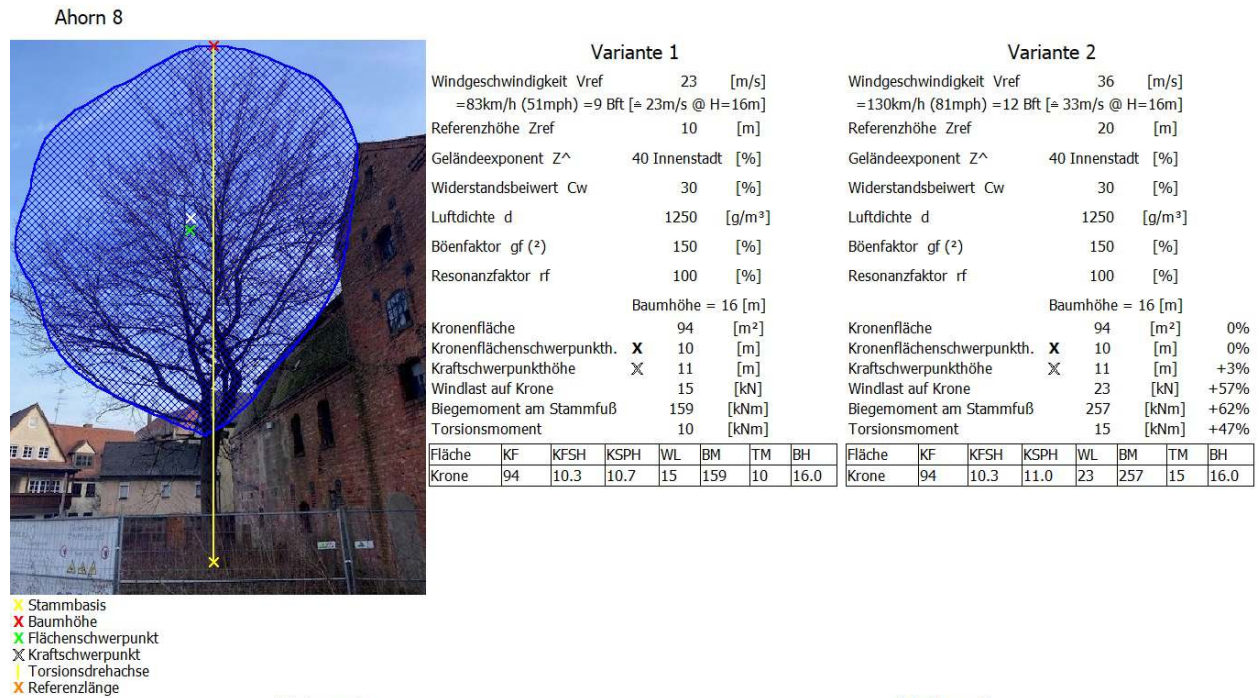 Ahorn 8
Variante 1
Windgeschwindigkeit Vref 23 [m/s]
=83km/h (51mph) =9 Bft [≙ 23m/s @ H=16m]
Referenzhöhe Zref 10 [m]
Geländeexponent Z^ 40 Innenstadt [%]
Widerstandsbeiwert Cw 30 [%]
Luftdichte d 1250 [g/m³]
Böenfaktor gf (²) 150 [%]
Resonanzfaktor rf 100 [%]
Baumhöhe = 16 [m]
Kronenfläche 94 [m²]
Kronenflächenschwerpunkth. X 10 [m]
Kraftschwerpunkthöhe X 11 [m]
Windlast auf Krone 15 [kN]
Biegemoment am Stammfuß 159 [kNm]
Torsionsmoment 10 [kNm]
Fläche KF KFSH KSPH WL BM TM BH
Krone 94 10.3 10.7 15 159 10 16.0
Variante 2
Windgeschwindigkeit Vref 36 [m/s]
=130km/h (81mph) =12 Bft [≙ 33m/s @ H=16m]
Referenzhöhe Zref 20 [m]
Geländeexponent Z^ 40 Innenstadt [%]
Widerstandsbeiwert Cw 30 [%]
Luftdichte d 1250 [g/m³]
Böenfaktor gf (²) 150 [%]
Resonanzfaktor rf 100 [%]
Baumhöhe = 16 [m]
Kronenfläche 94 [m²] 0%
Kronenflächenschwerpunkth. X 10 [m] 0%
Kraftschwerpunkthöhe X 11 [m] +3%
Windlast auf Krone 23 [kN] +57%
Biegemoment am Stammfuß 257 [kNm] +62%
Torsionsmoment 15 [kNm] +47%
Fläche KF KFSH KSPH WL BM TM BH
Krone 94 10.3 11.0 23 257 15 16.0
X Stammbasis
X Baumhöhe
X Flächenschwerpunkt
X Kraftschwerpunkt
| Torsionsdrehachse
X Referenzlänge